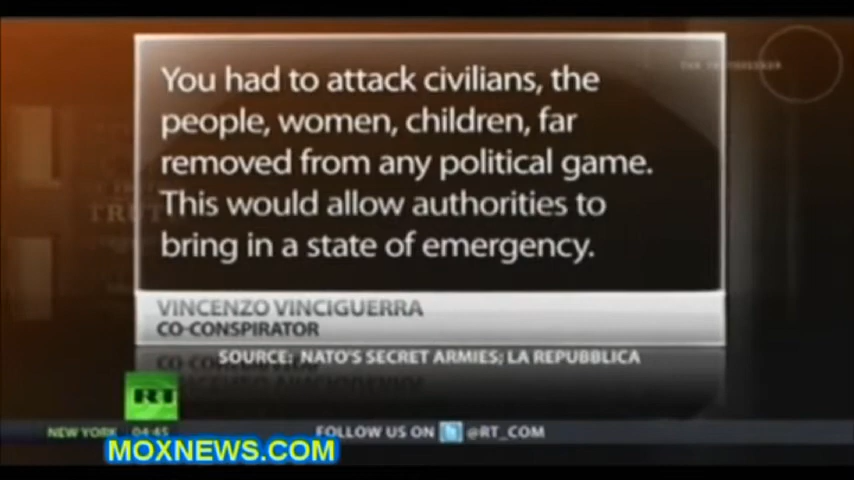 You had to attack civilians, the
people, women, children, far
removed from any political game.
This would allow authorities to
bring in a state of emergency.
VINCENZO VINCIGUERRA
CO-CONSPIRATOR
SOURCE: NATO'S SECRET ARMIES; LA REPUBBLICA
RT
NEW YORK 04:45 FOLLOW US ON @RT_COM
MOXNEWS.COM